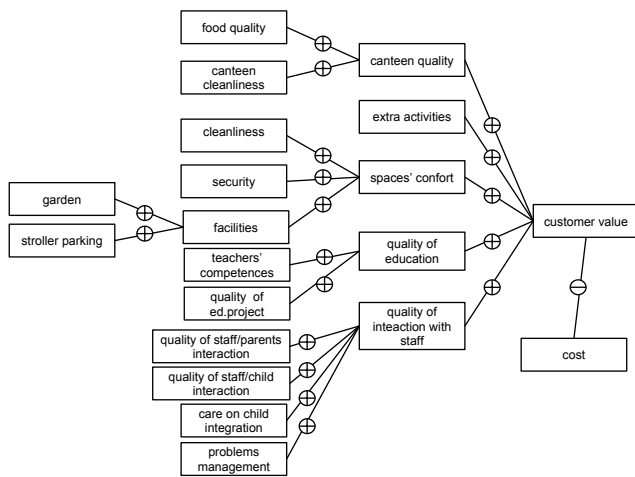 food quality
canteen quality
canteen
cleanliness
extra activities
cleanliness
security
spaces' confort
garden
facilities
customer value
stroller parking
teachers'
competences
quality of
education
quality of
ed.project
quality of
inteaction with
staff
quality of staff/parents
interaction
cost
quality of staff/child
interaction
care on child
integration
problems
management